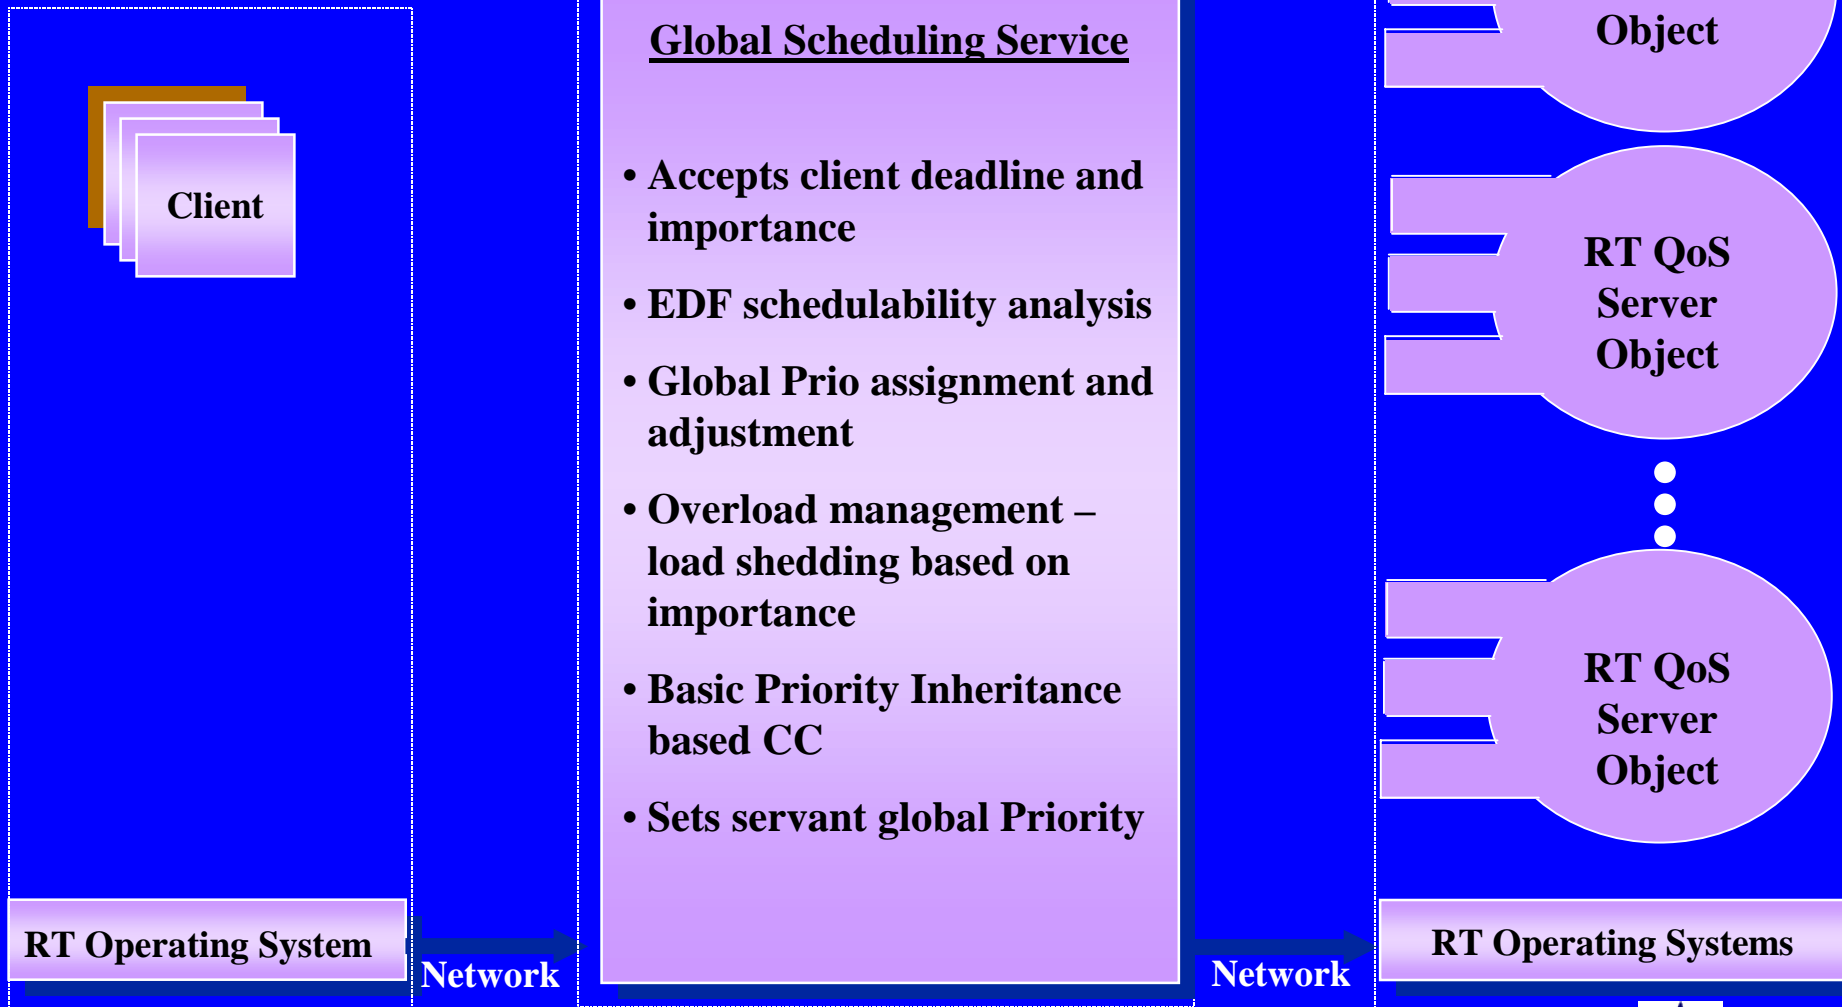 Global Scheduling Service
• Accepts client deadline and
importance
• EDF schedulability analysis
• Global Prio assignment and
adjustment
• Overload management –
load shedding based on
importance
• Basic Priority Inheritance
based CC
• Sets servant global Priority
Client
RT Operating System
Network
Network
Object
RT QoS
Server
Object
RT QoS
Server
Object
RT Operating Systems